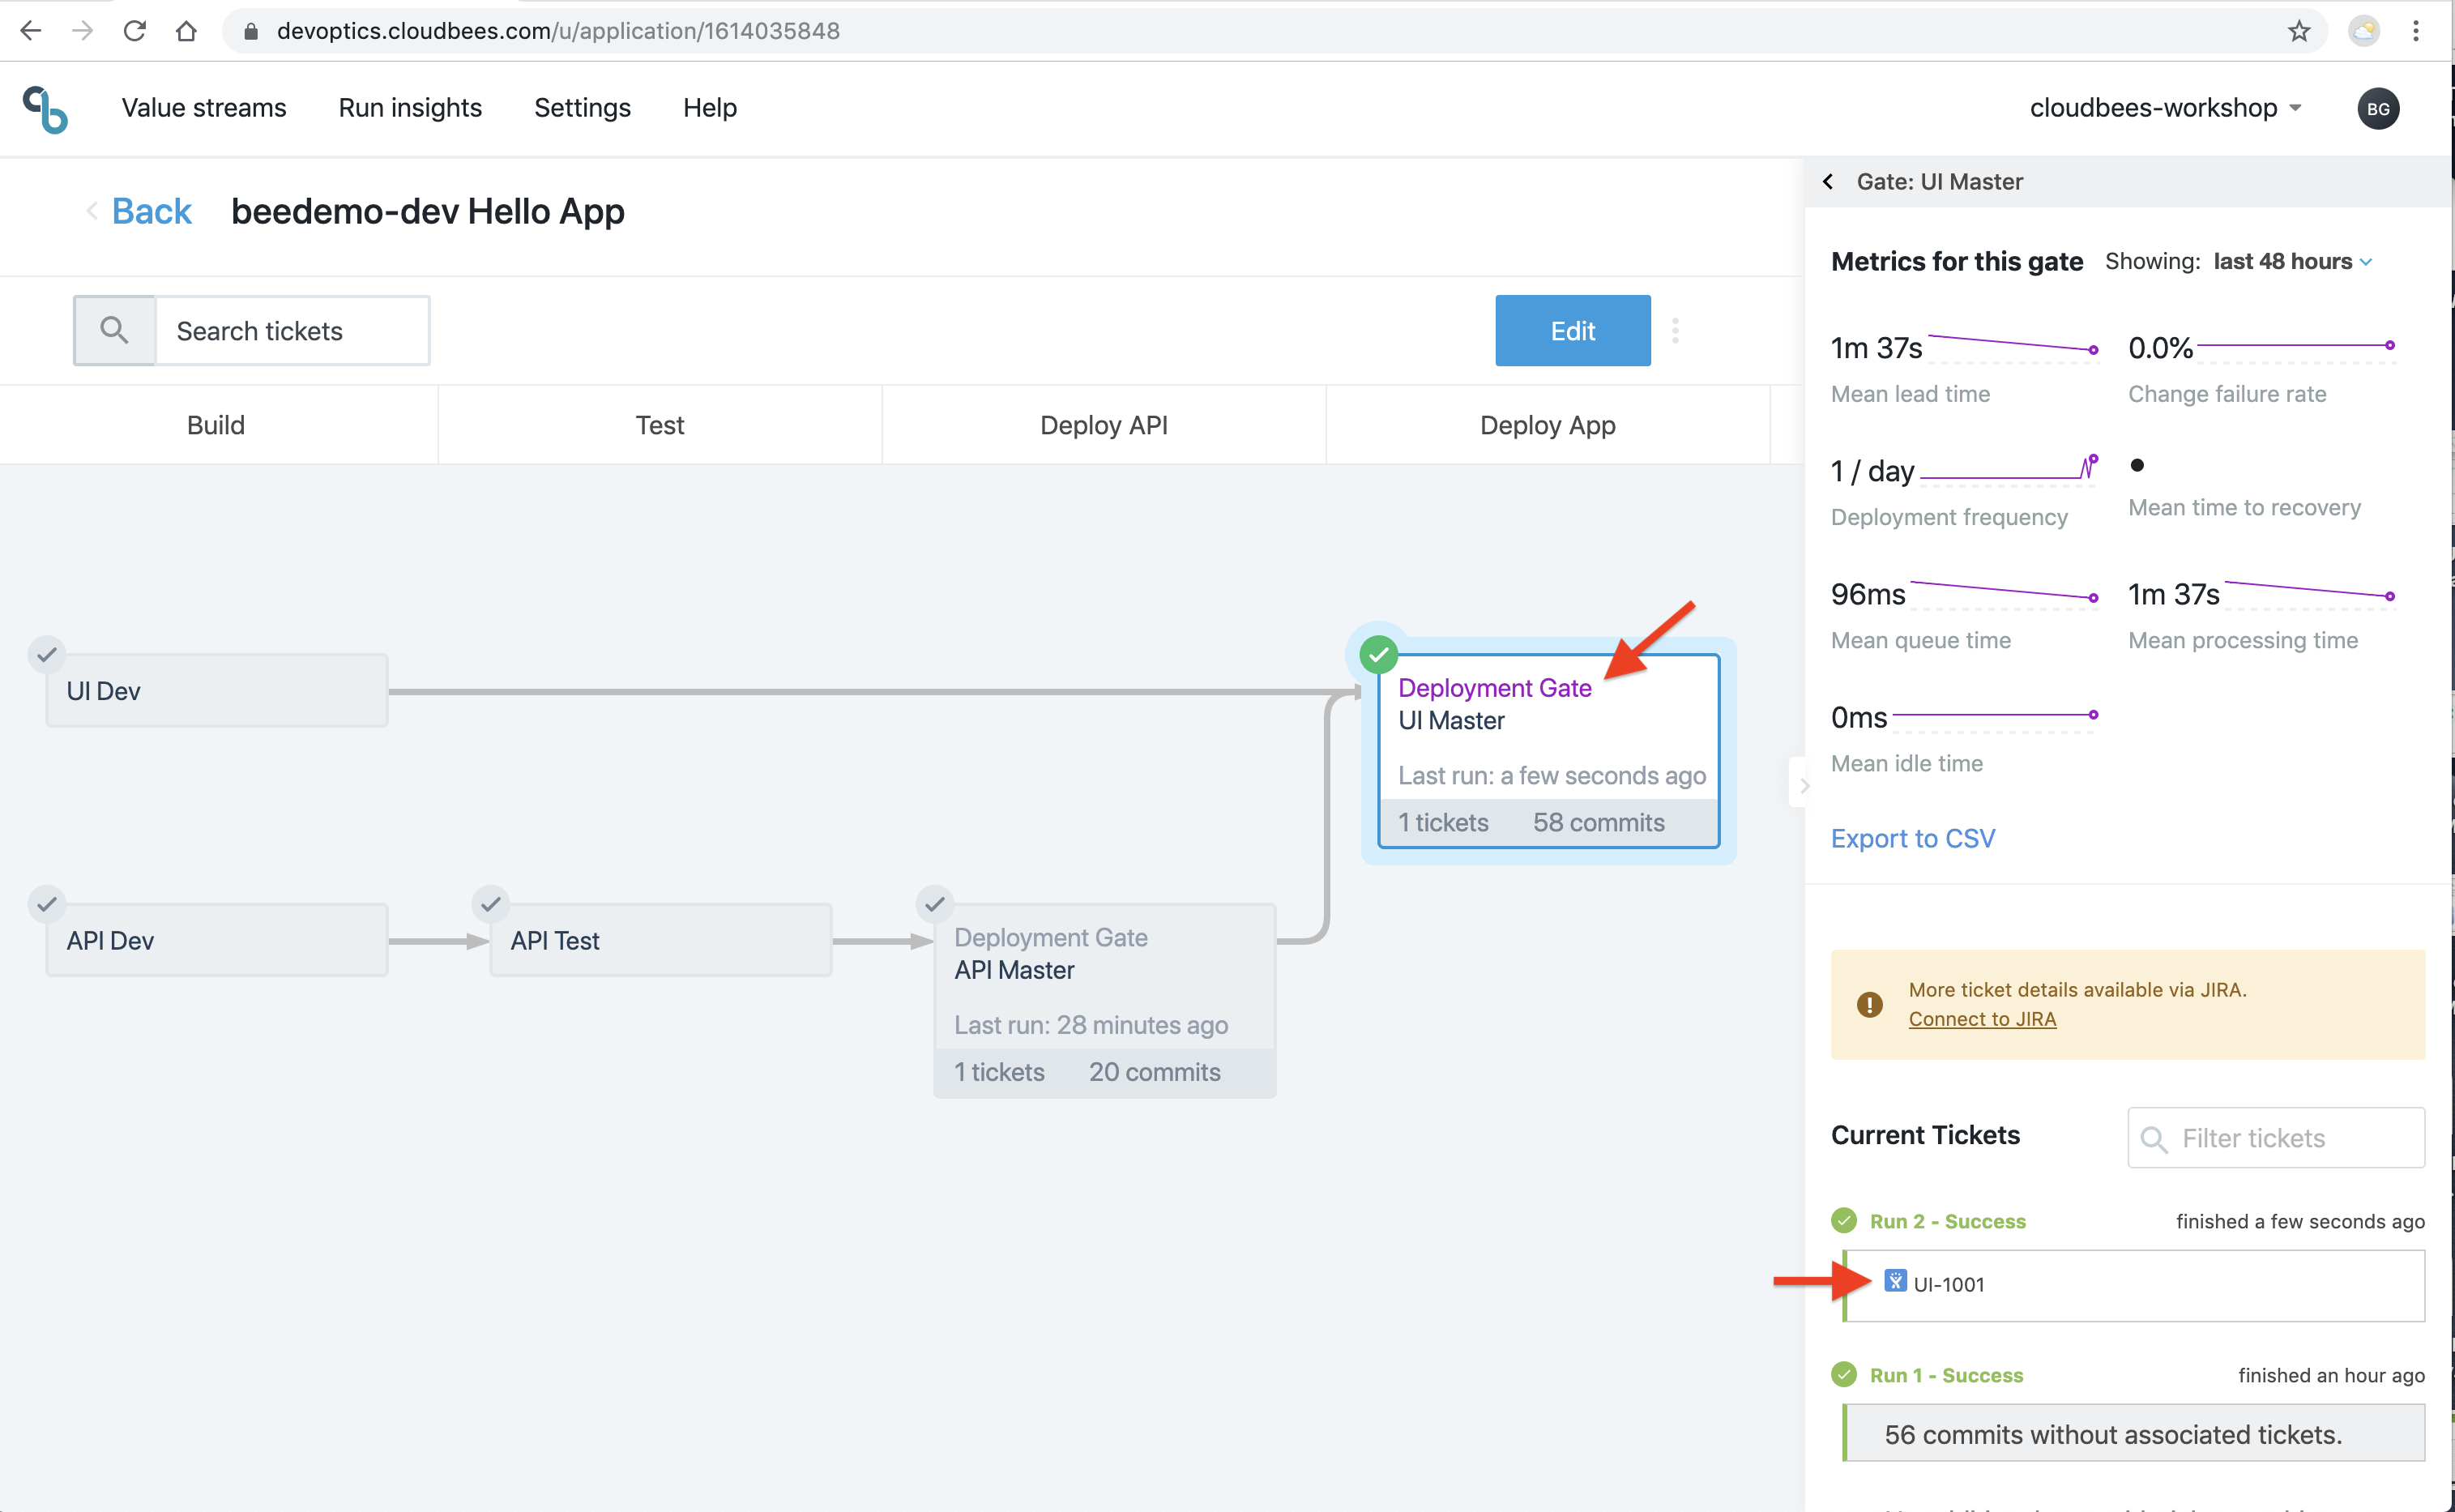 devoptics.cloudbees.com/u/application/1614035848
Value streams Run insights Settings Help cloudbees-workshop BG
Back beedemo-dev Hello App
Search tickets Edit
Build Test Deploy API Deploy App
UI Dev
Deployment Gate
UI Master
Last run: a few seconds ago
1 tickets 58 commits
API Dev
API Test
Deployment Gate
API Master
Last run: 28 minutes ago
1 tickets 20 commits
Gate: UI Master
Metrics for this gate Showing: last 48 hours
1m 37s 0.0%
Mean lead time Change failure rate
1 / day
Deployment frequency Mean time to recovery
96ms 1m 37s
Mean queue time Mean processing time
0ms
Mean idle time
Export to CSV
More ticket details available via JIRA.
Connect to JIRA
Current Tickets Filter tickets
Run 2 - Success finished a few seconds ago
UI-1001
Run 1 - Success finished an hour ago
56 commits without associated tickets.